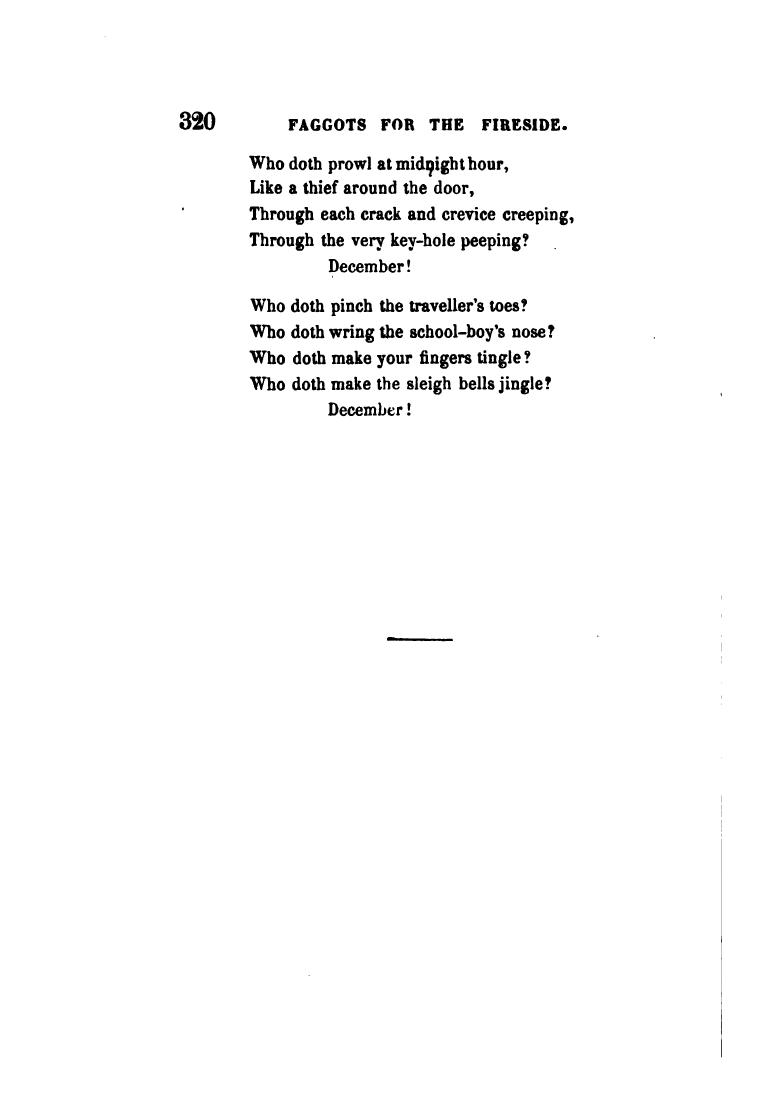 320 FAGGOTS FOR THE FIRESIDE.
Who doth prowl at midnight hour,
Like a thief around the door,
Through each crack and crevice creeping,
Through the very key-hole peeping?
December!
Who doth pinch the traveller's toes?
Who doth wring the school-boy's nose?
Who doth make your fingers tingle?
Who doth make the sleigh bells jingle?
December!